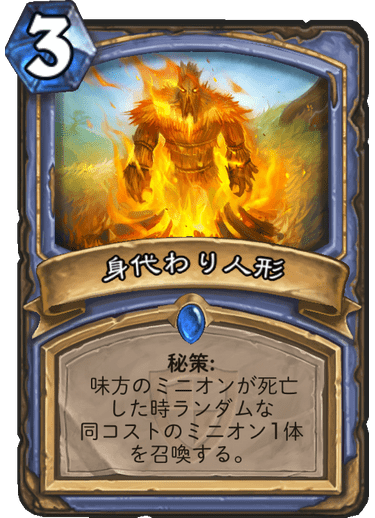 3
身代わり人形
秘策:
味方のミニオンが死亡
した時ランダムな
同コストのミニオン1体
を召喚する。